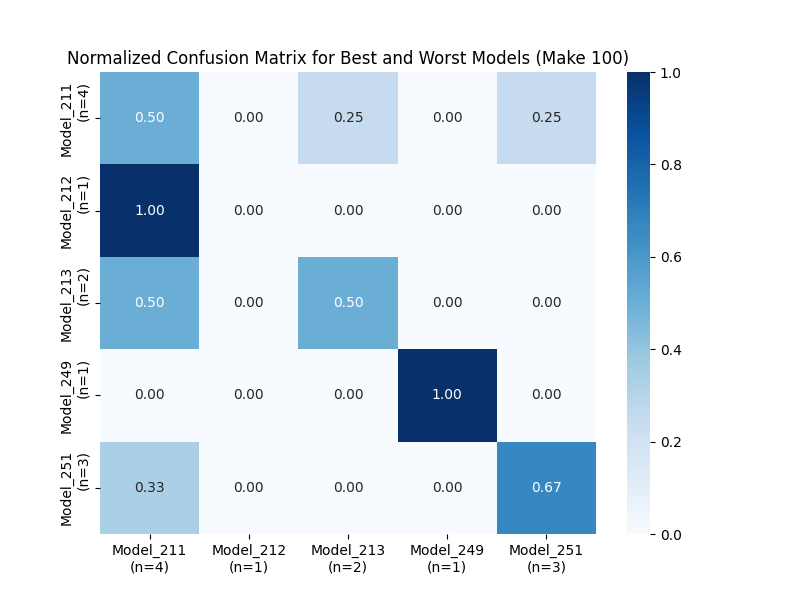 Normalized Confusion Matrix for Best and Worst Models (Make 100)
Model_211
(n=4)
0.50
0.00
0.25
0.00
0.25
Model_212
(n=1)
1.00
0.00
0.00
0.00
0.00
Model_213
(n=2)
0.50
0.00
0.50
0.00
0.00
Model_249
(n=1)
0.00
0.00
0.00
1.00
0.00
Model_251
(n=3)
0.33
0.00
0.00
0.00
0.67
Model_211
(n=4)
Model_212
(n=1)
Model_213
(n=2)
Model_249
(n=1)
Model_251
(n=3)
1.0
0.8
0.6
0.4
0.2
0.0